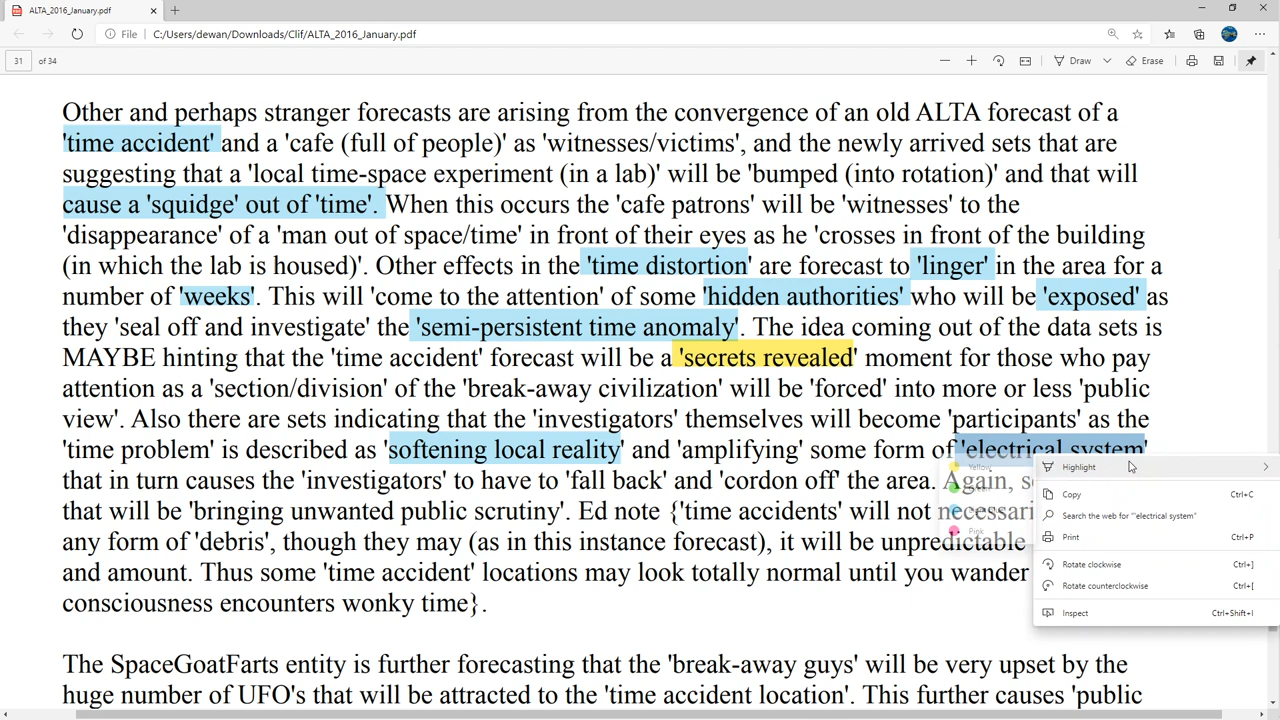 ALTA_2016_January.pdf
File
C:/Users/dewan/Downloads/Clif/ALTA_2016_January.pdf
31 of 34
Draw
Erase
Other and perhaps stranger forecasts are arising from the convergence of an old ALTA forecast of a
'time accident' and a 'cafe (full of people)' as 'witnesses/victims', and the newly arrived sets that are
suggesting that a 'local time-space experiment (in a lab)' will be 'bumped (into rotation)' and that will
cause a 'squidge' out of 'time'. When this occurs the 'cafe patrons' will be 'witnesses' to the
'disappearance' of a 'man out of space/time' in front of their eyes as he 'crosses in front of the building
(in which the lab is housed)'. Other effects in the 'time distortion' are forecast to 'linger' in the area for a
number of 'weeks'. This will 'come to the attention' of some 'hidden authorities' who will be 'exposed' as
they 'seal off and investigate' the 'semi-persistent time anomaly'. The idea coming out of the data sets is
MAYBE hinting that the 'time accident' forecast will be a 'secrets revealed' moment for those who pay
attention as a 'section/division' of the 'break-away civilization' will be 'forced' into more or less 'public
view'. Also there are sets indicating that the 'investigators' themselves will become 'participants' as the
'time problem' is described as 'softening local reality' and 'amplifying' some form of 'electrical system'
that in turn causes the 'investigators' to have to 'fall back' and 'cordon off' the area. Again,
that will be 'bringing unwanted public scrutiny'. Ed note {'time accidents' will not
any form of 'debris', though they may (as in this instance forecast), it will be unpredictable
and amount. Thus some 'time accident' locations may look totally normal until you wander
consciousness encounters wonky time}.
Yellow
Pink
Highlight
Copy Ctrl+C
Search the web for "'electrical system"
Print Ctrl+P
Rotate clockwise Ctrl+]
Rotate counterclockwise Ctrl+[
Inspect Ctrl+Shift+I
The SpaceGoatFarts entity is further forecasting that the 'break-away guys' will be very upset by the
huge number of UFO's that will be attracted to the 'time accident location'. This further causes 'public